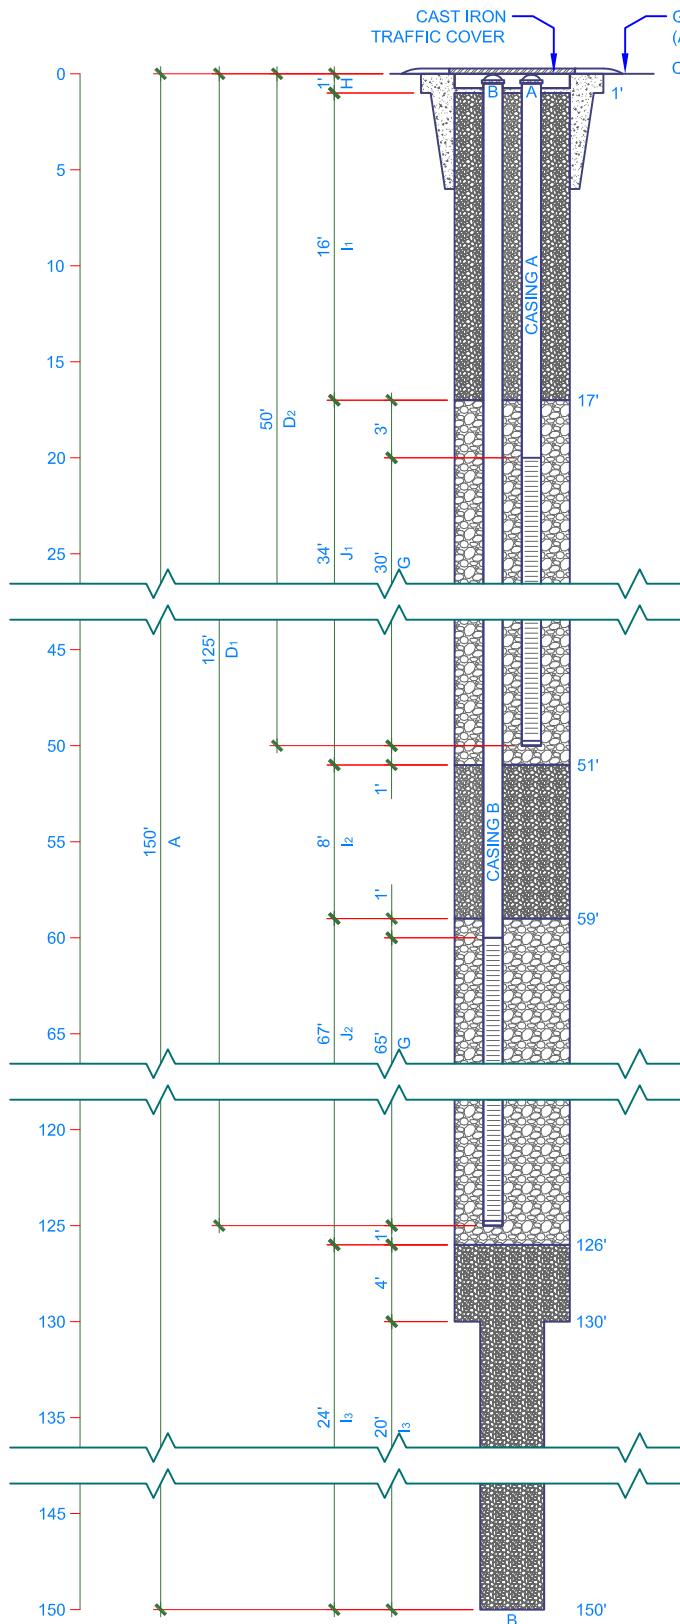 CAST IRON
TRAFFIC COVER
G
(A
0
1'
H
B
A
C
1'
5
10
16'
I1
CASING A
15
17'
50'
D2
3'
20
25
34'
J1
30'
G
45
125'
D1
50
51'
1'
150'
A
55
8'
I2
CASING B
1'
59'
60
65
67'
J2
65'
G
120
125
1'
126'
4'
130
130'
135
24'
I3
20'
I3
145
150
150'
B